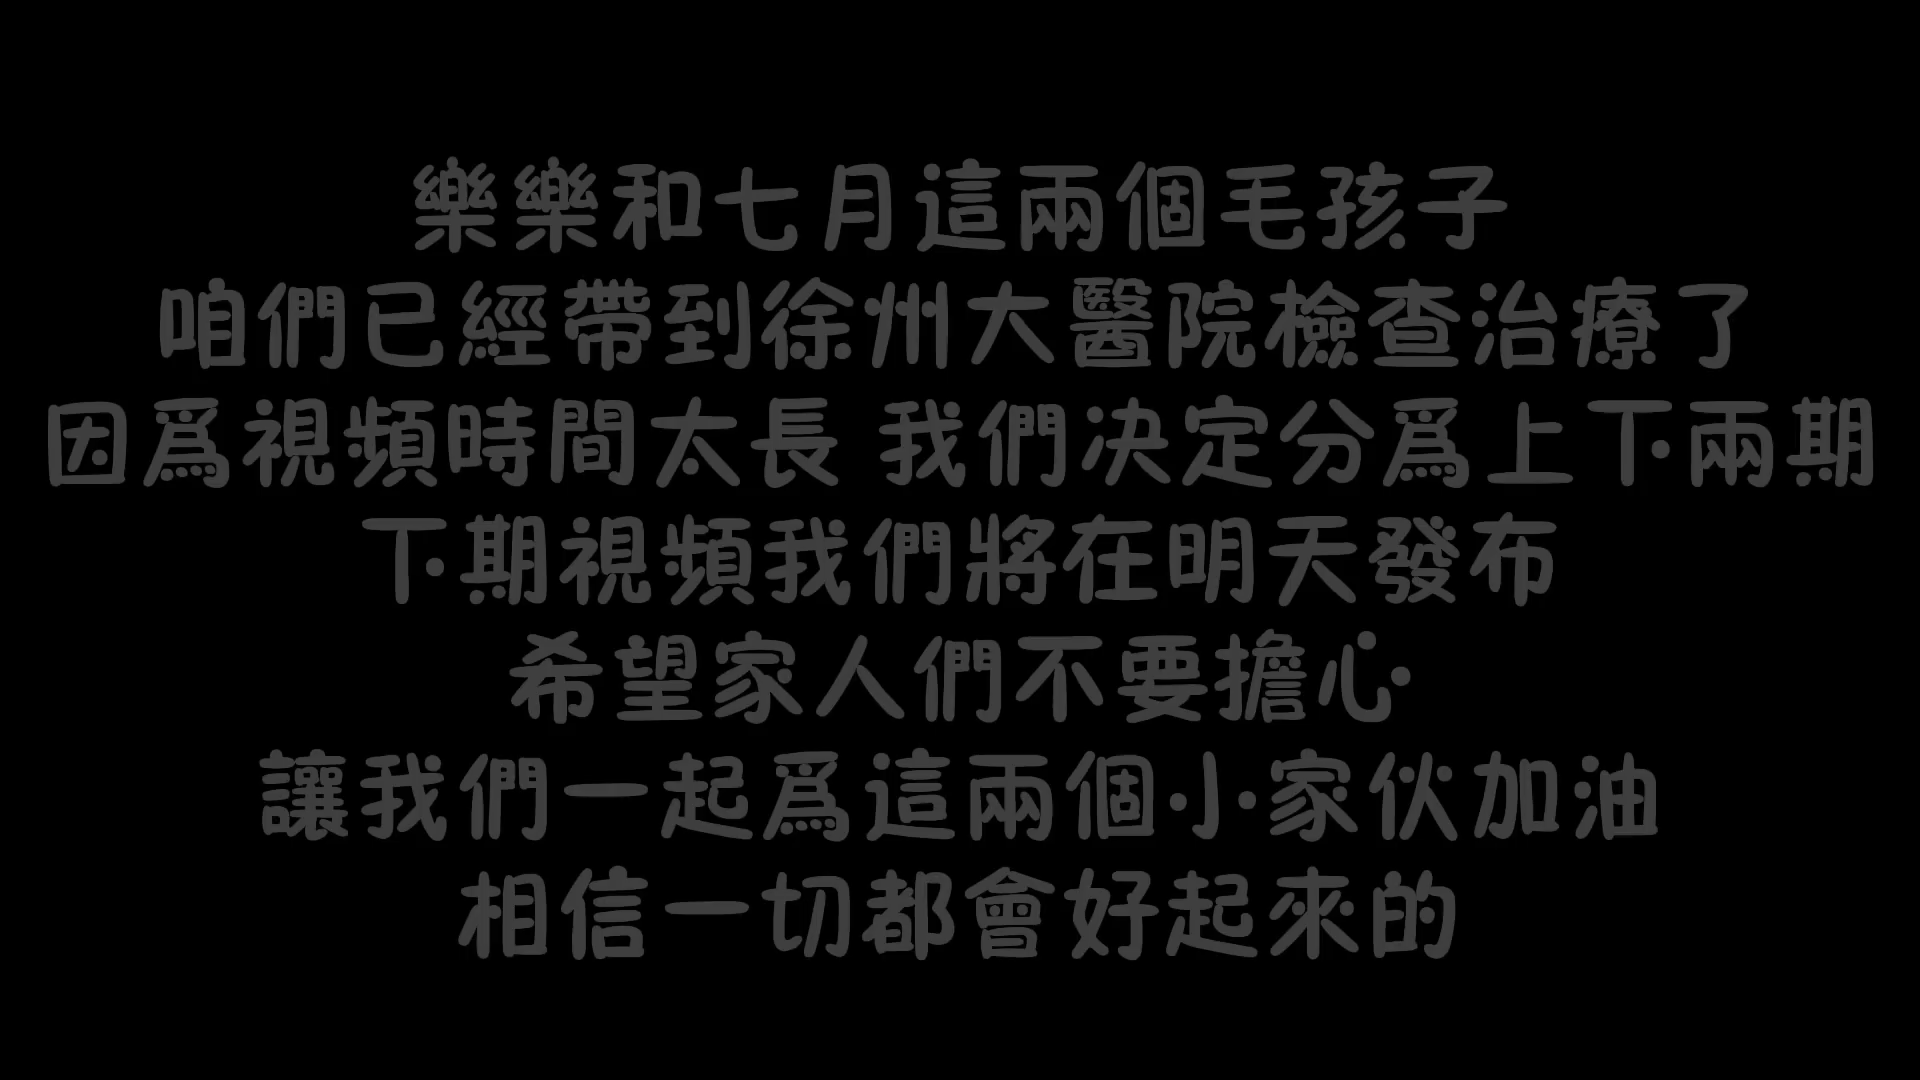 樂樂和七月這兩個毛孩子
咱們已經帶到徐州大醫院檢查治療了
因爲視頻時間太長 我們決定分爲上下兩期
下期視頻我們將在明天發布
希望家人們不要擔心
讓我們一起爲這兩個小家伙加油
相信一切都會好起來的